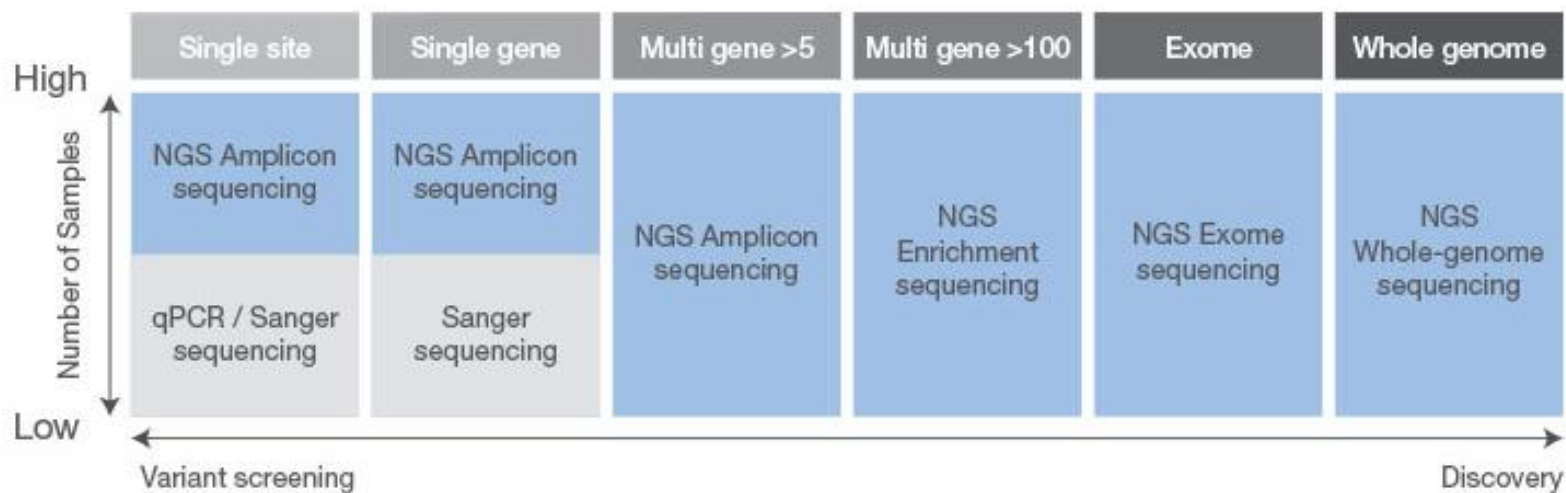 Single site
Single gene
Multi gene >5
Multi gene >100
Exome
Whole genome
High
Number of Samples
Low
NGS Amplicon
sequencing
qPCR / Sanger
sequencing
NGS Amplicon
sequencing
Sanger
sequencing
NGS Amplicon
sequencing
NGS
Enrichment
sequencing
NGS Exome
sequencing
NGS
Whole-genome
sequencing
Variant screening
Discovery